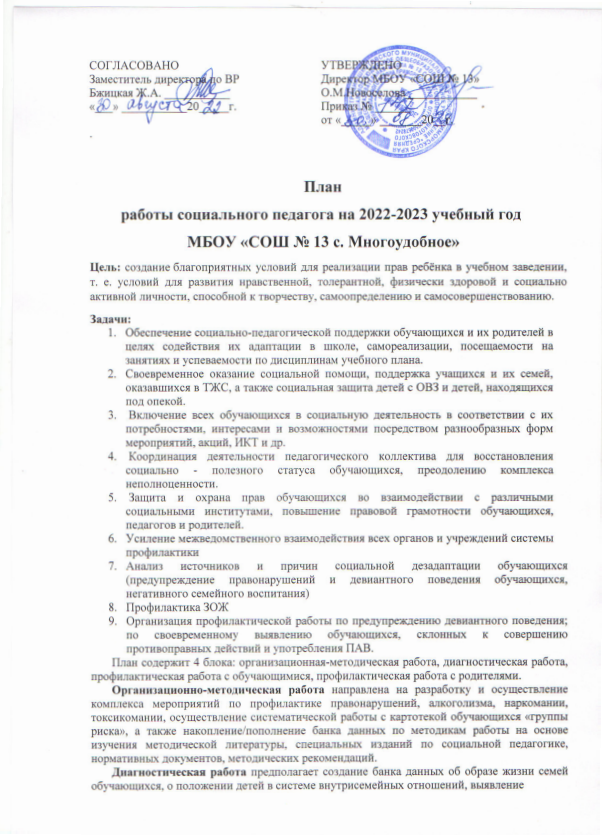 СОГЛАСОВАНО
Заместитель директора по ВР
Бжицкая Ж.А.
«30» августа 20 22 г.
УТВЕРЖДЕНО
Директор МБОУ «СОШ № 13»
О.М.Новоселова
Приказ №
от «30» 08 20 22
План
работы социального педагога на 2022-2023 учебный год
МБОУ «СОШ № 13 с. Многоудобное»
Цель: создание благоприятных условий для реализации прав ребёнка в учебном заведении,
т. е. условий для развития нравственной, толерантной, физически здоровой и социально
активной личности, способной к творчеству, самоопределению и самосовершенствованию.
Задачи:
1. Обеспечение социально-педагогической поддержки обучающихся и их родителей в
целях содействия их адаптации в школе, самореализации, посещаемости на
занятиях и успеваемости по дисциплинам учебного плана.
2. Своевременное оказание социальной помощи, поддержка учащихся и их семей,
оказавшихся в ТЖС, а также социальная защита детей с ОВЗ и детей, находящихся
под опекой.
3. Включение всех обучающихся в социальную деятельность в соответствии с их
потребностями, интересами и возможностями посредством разнообразных форм
мероприятий, акций, ИКТ и др.
4. Координация деятельности педагогического коллектива для восстановления
социально - полезного статуса обучающихся, преодолению комплекса
неполноценности.
5. Защита и охрана прав обучающихся во взаимодействии с различными
социальными институтами, повышение правовой грамотности обучающихся,
педагогов и родителей.
6. Усиление межведомственного взаимодействия всех органов и учреждений системы
профилактики
7. Анализ источников и причин социальной дезадаптации обучающихся
(предупреждение правонарушений и девиантного поведения обучающихся,
негативного семейного воспитания)
8. Профилактика ЗОЖ
9. Организация профилактической работы по предупреждению девиантного поведения;
по своевременному выявлению обучающихся, склонных к совершению
противоправных действий и употребления ПАВ.
План содержит 4 блока: организационная-методическая работа, диагностическая работа,
профилактическая работа с обучающимися, профилактическая работа с родителями.
Организационно-методическая работа направлена на разработку и осуществление
комплекса мероприятий по профилактике правонарушений, алкоголизма, наркомании,
токсикомании, осуществление систематической работы с картотекой обучающихся «группы
риска», а также накопление/пополнение банка данных по методикам работы на основе
изучения методической литературы, специальных изданий по социальной педагогике,
нормативных документов, методических рекомендаций.
Диагностическая работа предполагает создание банка данных об образе жизни семей
обучающихся, о положении детей в системе внутрисемейных отношений, выявление